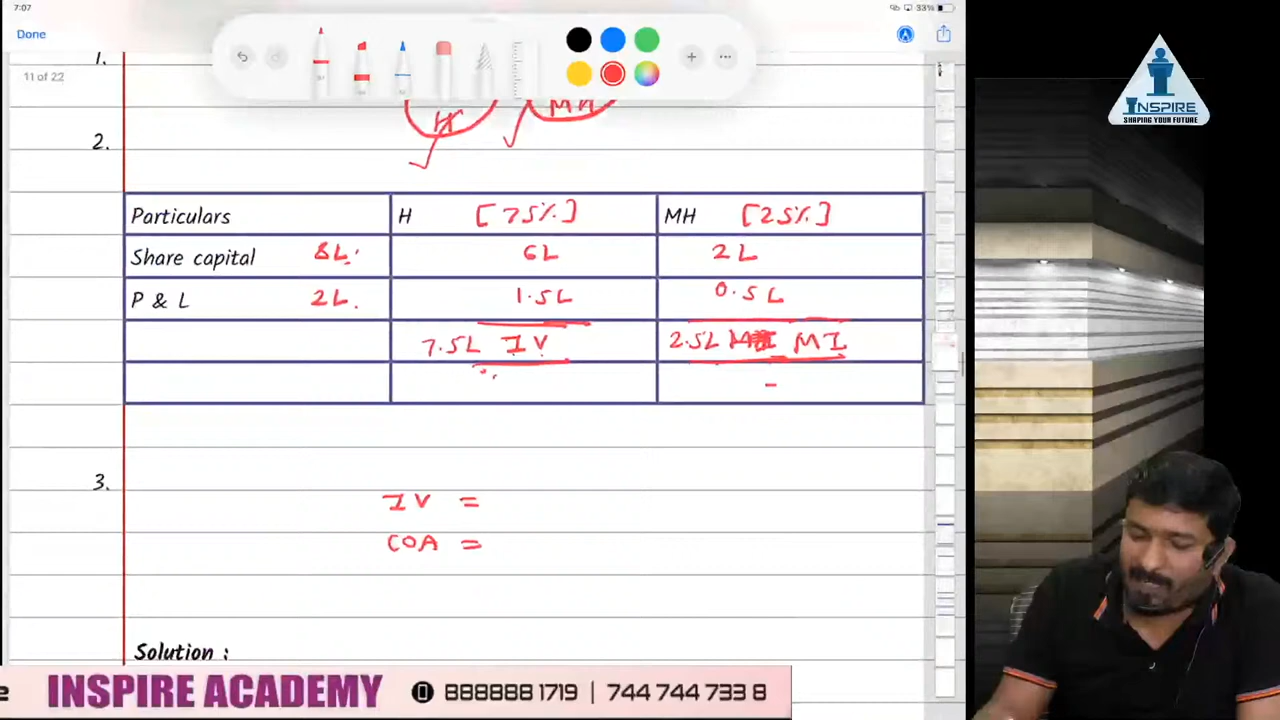 7:07
33%
Done
11 of 22
1.
H MH
2.
Particulars H [75%] MH [25%]
Share capital 8L. 6L 2L
P & L 2L. 1.5L 0.5L
7.5L IV 2.5L MI
-
3.
IV =
COA =
Solution :
INSPIRE
SHAPING YOUR FUTURE
INSPIRE ACADEMY 888888 1719 | 744 744 733 8